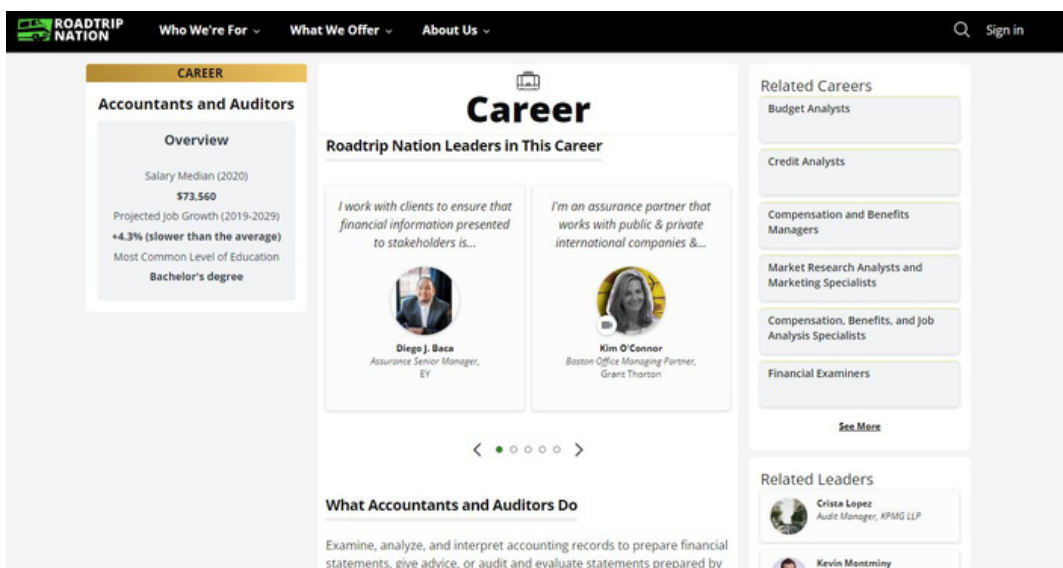 ROADTRIP
NATION
Who We're For
What We Offer
About Us
Sign in
CAREER
Accountants and Auditors
Overview
Salary Median (2020)
$73,560
Projected Job Growth (2019-2029)
+4.3% (slower than the average)
Most Common Level of Education
Bachelor's degree
Career
Roadtrip Nation Leaders in This Career
I work with clients to ensure that
financial information presented
to stakeholders is...
Diego J. Baca
Assurance Senior Manager,
EY
I'm an assurance partner that
works with public & private
international companies &...
Kim O'Connor
Boston Office Managing Partner,
Grant Thorton
What Accountants and Auditors Do
Examine, analyze, and interpret accounting records to prepare financial
statements, give advice, or audit and evaluate statements prepared by
Related Careers
Budget Analysts
Credit Analysts
Compensation and Benefits
Managers
Market Research Analysts and
Marketing Specialists
Compensation, Benefits, and Job
Analysis Specialists
Financial Examiners
See More
Related Leaders
Crista Lopez
Audit Manager, KPMG LLP
Kevin Montminy